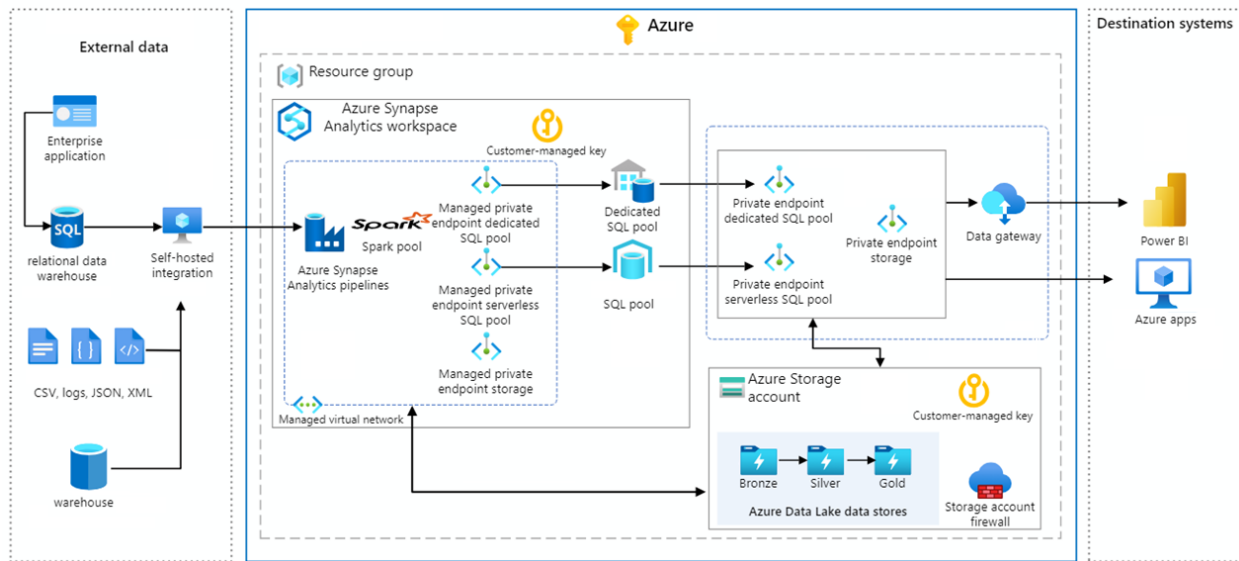 External data
Enterprise
application
SQL
relational data
warehouse
Self-hosted
integration
{ }
</>
CSV, logs, JSON, XML
warehouse
Azure
Resource group
Azure Synapse
Analytics workspace
Customer-managed key
Spark
Spark pool
Azure Synapse
Analytics pipelines
Managed private
endpoint dedicated
SQL pool
Managed private
endpoint serverless
SQL pool
Managed private
endpoint storage
Managed virtual network
Dedicated
SQL pool
SQL pool
Private endpoint
dedicated SQL pool
Private endpoint
serverless SQL pool
Private endpoint
storage
Data gateway
Azure Storage
account
Customer-managed key
Bronze
Silver
Gold
Azure Data Lake data stores
Storage account
firewall
Destination systems
Power BI
Azure apps